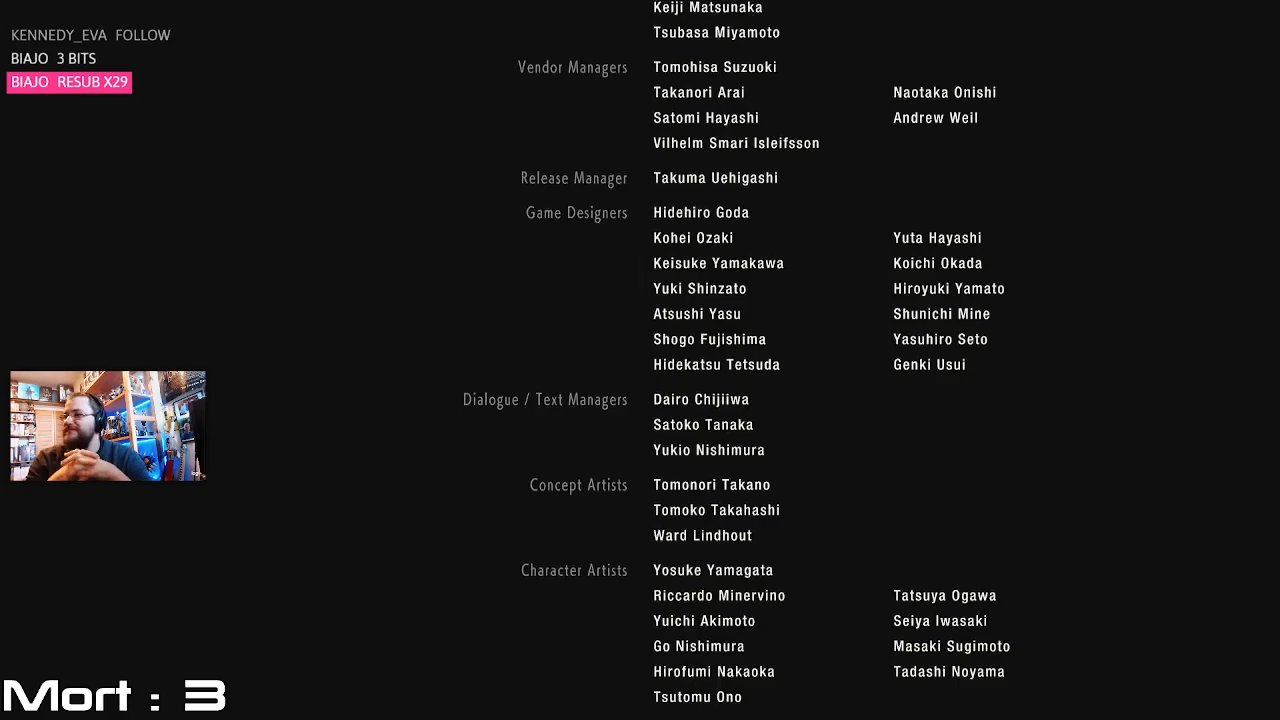 KENNEDY_EVA FOLLOW
BIAJO 3 BITS
BIAJO RESUB X29
Keiji Matsunaka
Tsubasa Miyamoto
Vendor Managers Tomohisa Suzuoki
Takanori Arai Naotaka Onishi
Satomi Hayashi Andrew Weil
Vilhelm Smari Isleifsson
Release Manager Takuma Uehigashi
Game Designers Hidehiro Goda
Kohei Ozaki Yuta Hayashi
Keisuke Yamakawa Koichi Okada
Yuki Shinzato Hiroyuki Yamato
Atsushi Yasu Shunichi Mine
Shogo Fujishima Yasuhiro Seto
Hidekatsu Tetsuda Genki Usui
Dialogue / Text Managers Dairo Chijiiwa
Satoko Tanaka
Yukio Nishimura
Concept Artists Tomonori Takano
Tomoko Takahashi
Ward Lindhout
Character Artists Yosuke Yamagata
Riccardo Minervino Tatsuya Ogawa
Yuichi Akimoto Seiya Iwasaki
Go Nishimura Masaki Sugimoto
Hirofumi Nakaoka Tadashi Noyama
Tsutomu Ono
Mort : 3